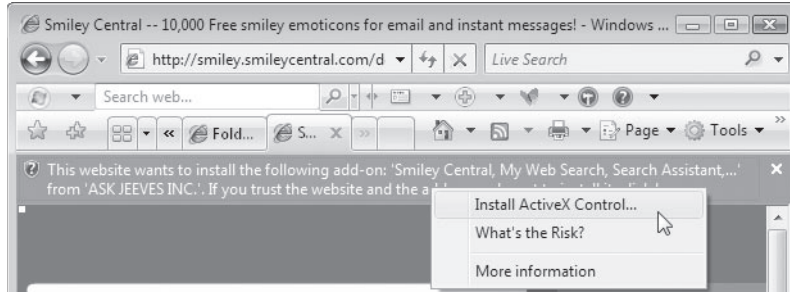 Smiley Central -- 10,000 Free smiley emoticons for email and instant messages! - Windows ...
http://smiley.smileycentral.com/d
Live Search
Search web...
Fold...
S...
Page
Tools
This website wants to install the following add-on: 'Smiley Central, My Web Search, Search Assistant,...'
from 'ASK JEEVES INC.'. If you trust the website and the
Install ActiveX Control...
What's the Risk?
More information